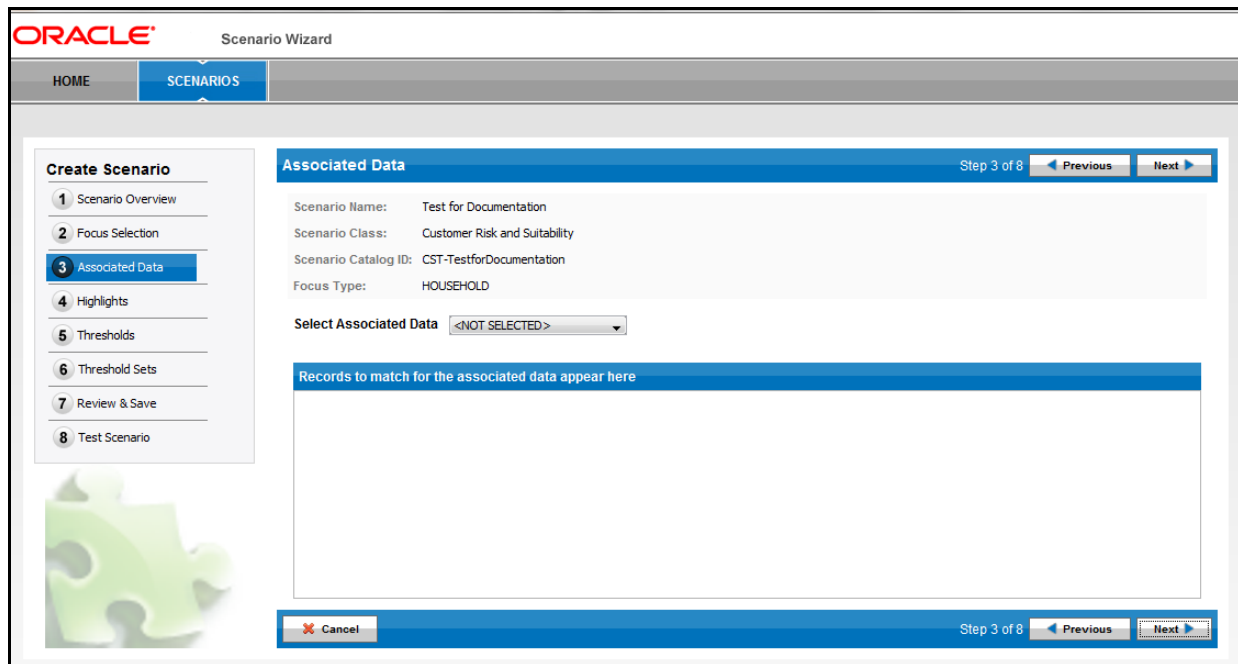 ORACLE Scenario Wizard
HOME SCENARIOS
Create Scenario
1 Scenario Overview
2 Focus Selection
3 Associated Data
4 Highlights
5 Thresholds
6 Threshold Sets
7 Review & Save
8 Test Scenario
Associated Data Step 3 of 8 Previous Next
Scenario Name: Test for Documentation
Scenario Class: Customer Risk and Suitability
Scenario Catalog ID: CST-TestforDocumentation
Focus Type: HOUSEHOLD
Select Associated Data <NOT SELECTED>
Records to match for the associated data appear here
Cancel Step 3 of 8 Previous Next